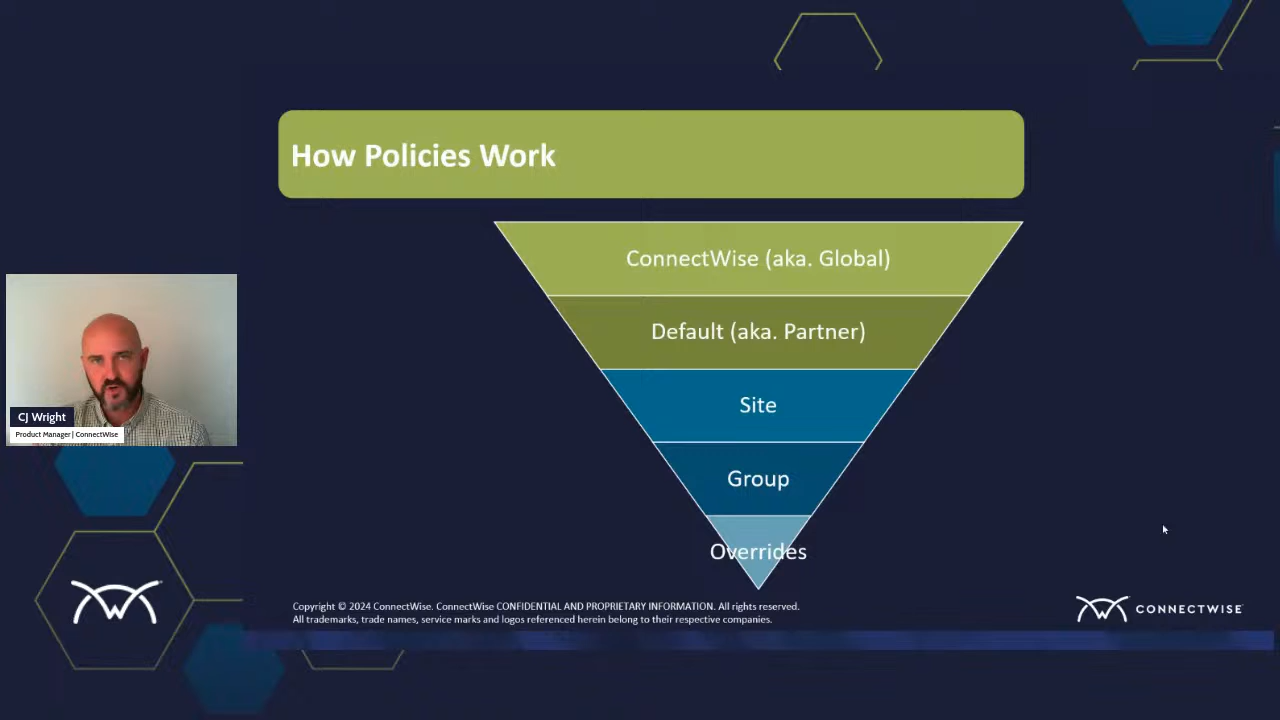 How Policies Work
ConnectWise (aka. Global)
Default (aka. Partner)
Site
Group
Overrides
CJ Wright
Product Manager| ConnectWise
Copyright © 2024 ConnectWise. ConnectWise CONFIDENTIAL AND PROPRIETARY INFORMATION. All rights reserved.
All trademarks, trade names, service marks and logos referenced herein belong to their respective companies.
CONNECTWISE